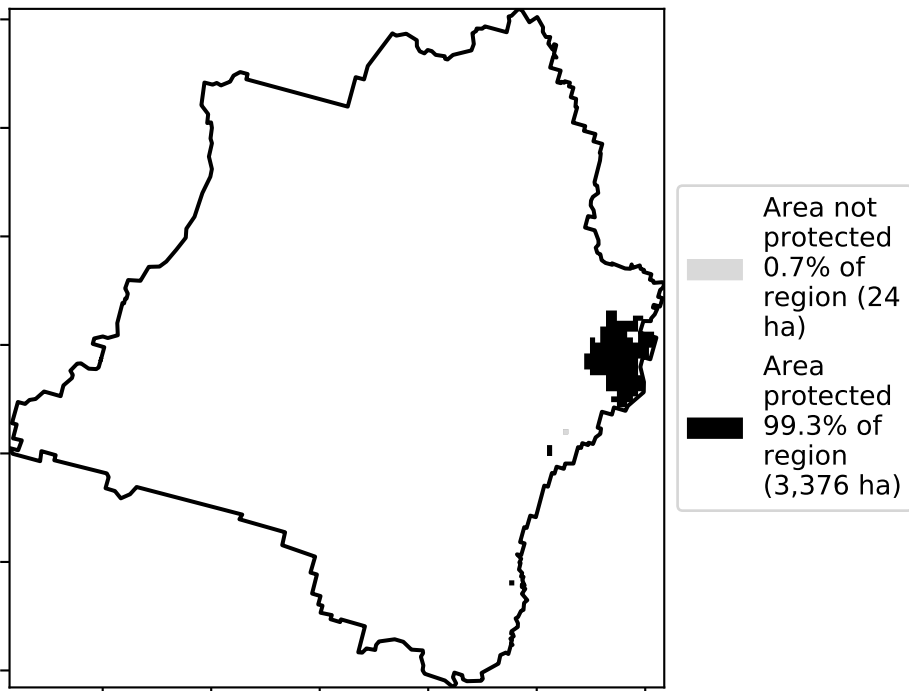 Area not
protected
0.7% of
region (24
ha)
Area
protected
99.3% of
region
(3,376 ha)